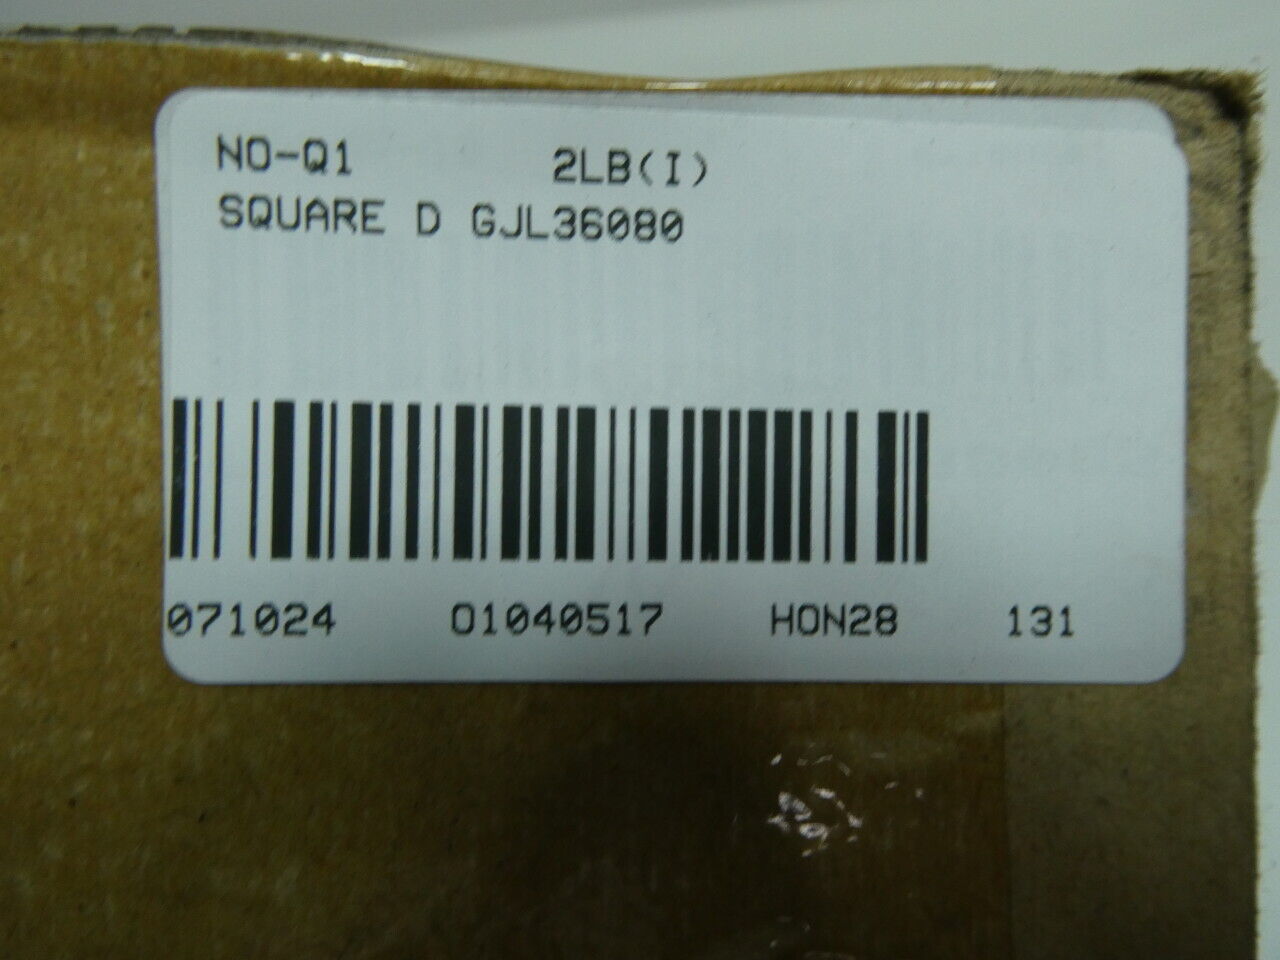 NO-Q1 2LB(I)
SQUARE D GJL36080
071024 01040517 HON28 131